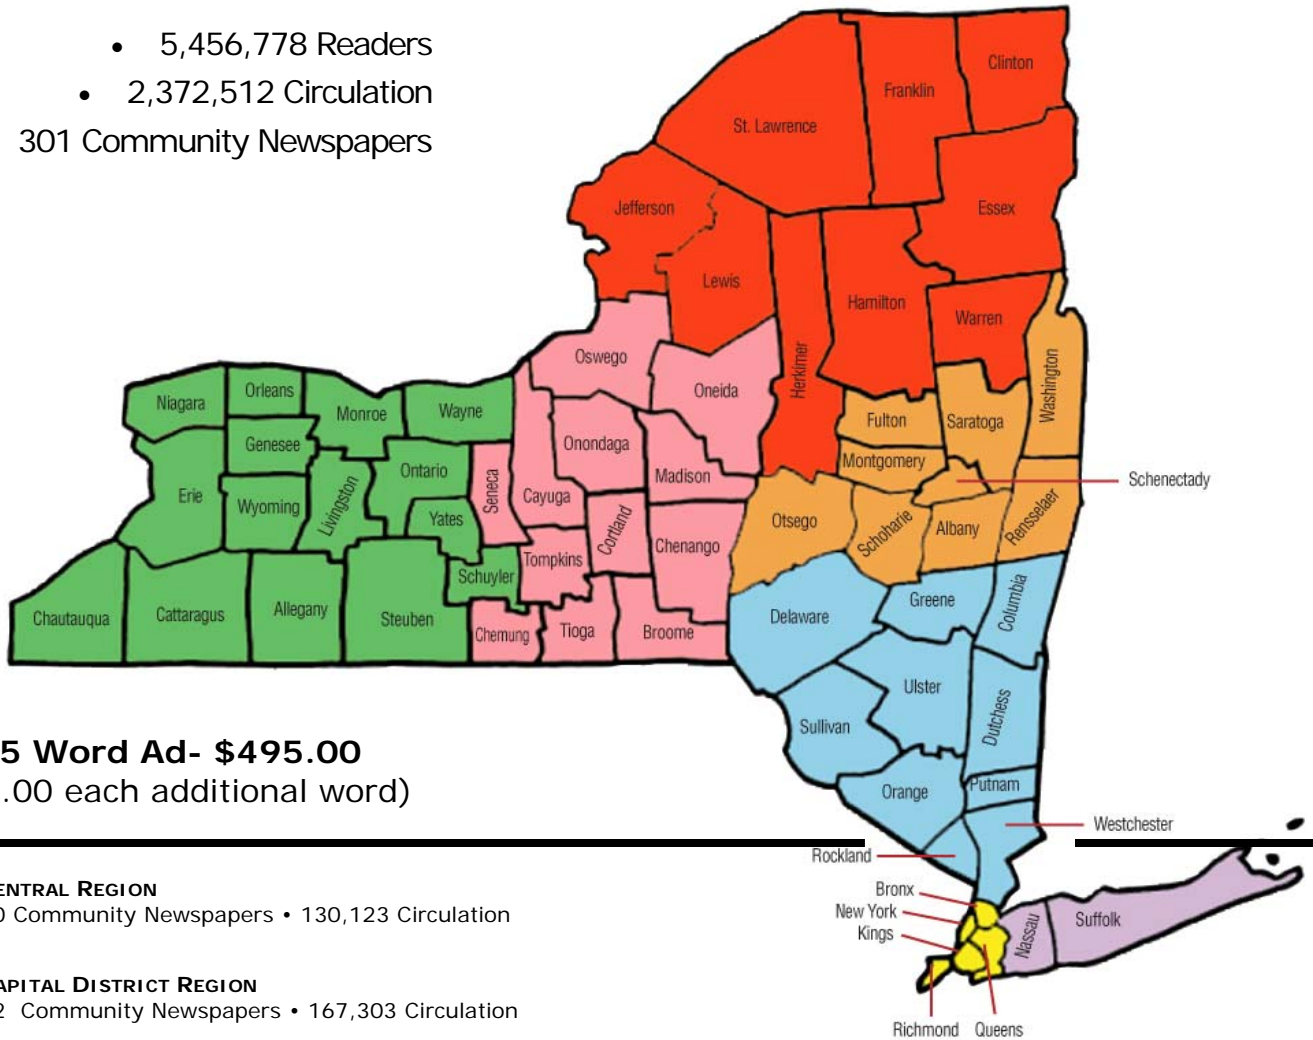 • 5,456,778 Readers
• 2,372,512 Circulation
301 Community Newspapers
Clinton
Franklin
St. Lawrence
Jefferson
Essex
Lewis
Hamilton
Warren
Herkimer
Washington
Oswego
Oneida
Niagara
Orleans
Monroe
Wayne
Fulton
Saratoga
Genesee
Onondaga
Madison
Montgomery
Schenectady
Ontario
Seneca
Cayuga
Erie
Wyoming
Livingston
Yates
Cortland
Chenango
Otsego
Schoharie
Albany
Rensselaer
Tompkins
Schuyler
Chautauqua
Cattaragus
Allegany
Steuben
Chemung
Tioga
Broome
Delaware
Greene
Columbia
Ulster
Sullivan
Dutchess
Orange
Putnam
5 Word Ad- $495.00
.00 each additional word)
Westchester
Rockland
Bronx
New York
Kings
Nassau
Suffolk
Richmond
Queens
ENTRAL REGION
0 Community Newspapers • 130,123 Circulation
APITAL DISTRICT REGION
2 Community Newspapers • 167,303 Circulation